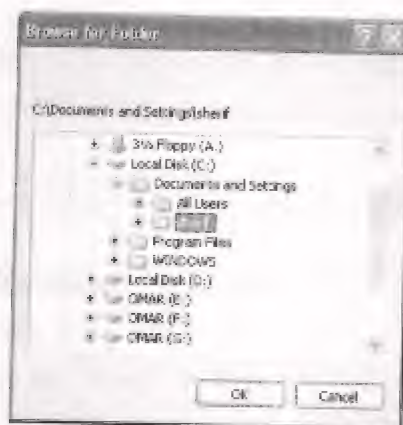 Browse for Folder
C:\Documents and Settings\sherif
3½ Floppy (A:)
Local Disk (C:)
Documents and Settings
All Users
Program Files
WINDOWS
Local Disk (D:)
OMAR (E:)
OMAR (F:)
OMAR (G:)
OK
Cancel